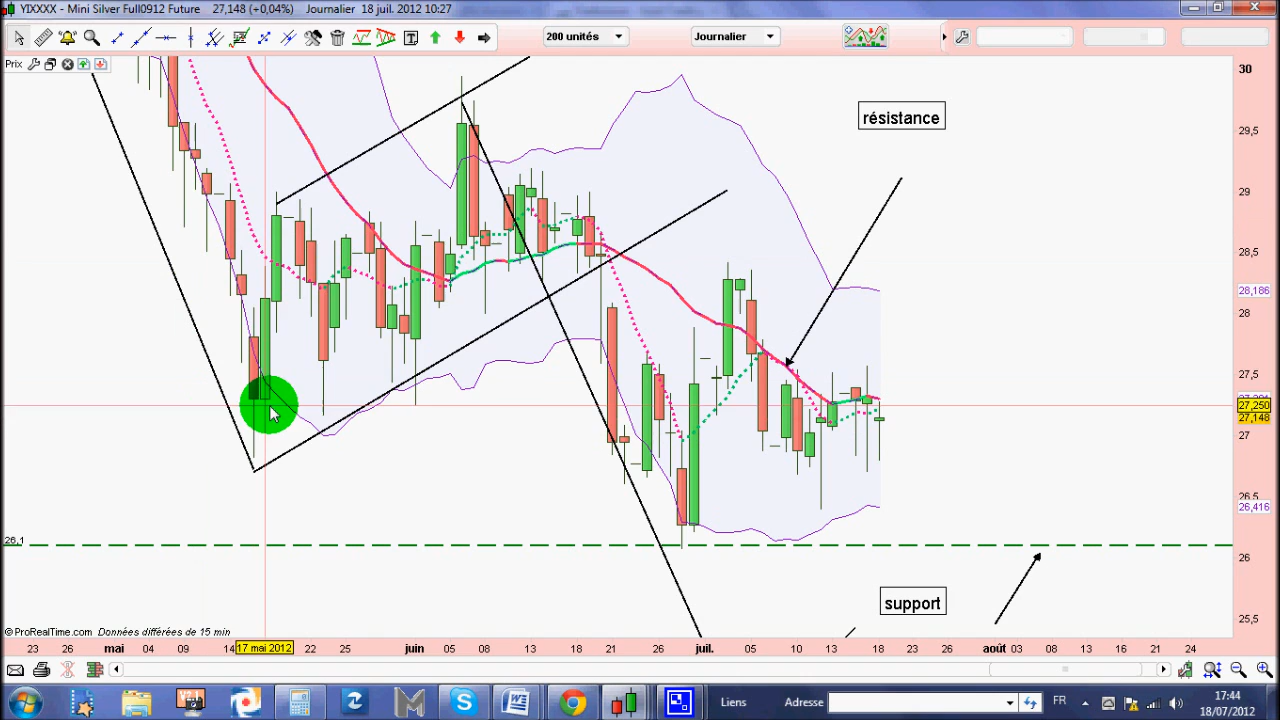 YIXXXX - Mini Silver Full0912 Future 27,148 (+0,04%) Journalier 18 juil. 2012 10:27
200 unités
Journalier
Prix
30
29,5
29
28,5
28,186
28
27,5
27,250
27,148
27
26,5
26,416
26
25,5
résistance
support
26,1
©ProRealTime.com Données différées de 15 min
23 26 mai 04 09 14 17 mai 2012 22 25 juin 05 08 13 18 21 26 juil. 05 10 13 18 23 26 août 03 08 13 16 21 24
Liens
Adresse
FR
17:44
18/07/2012